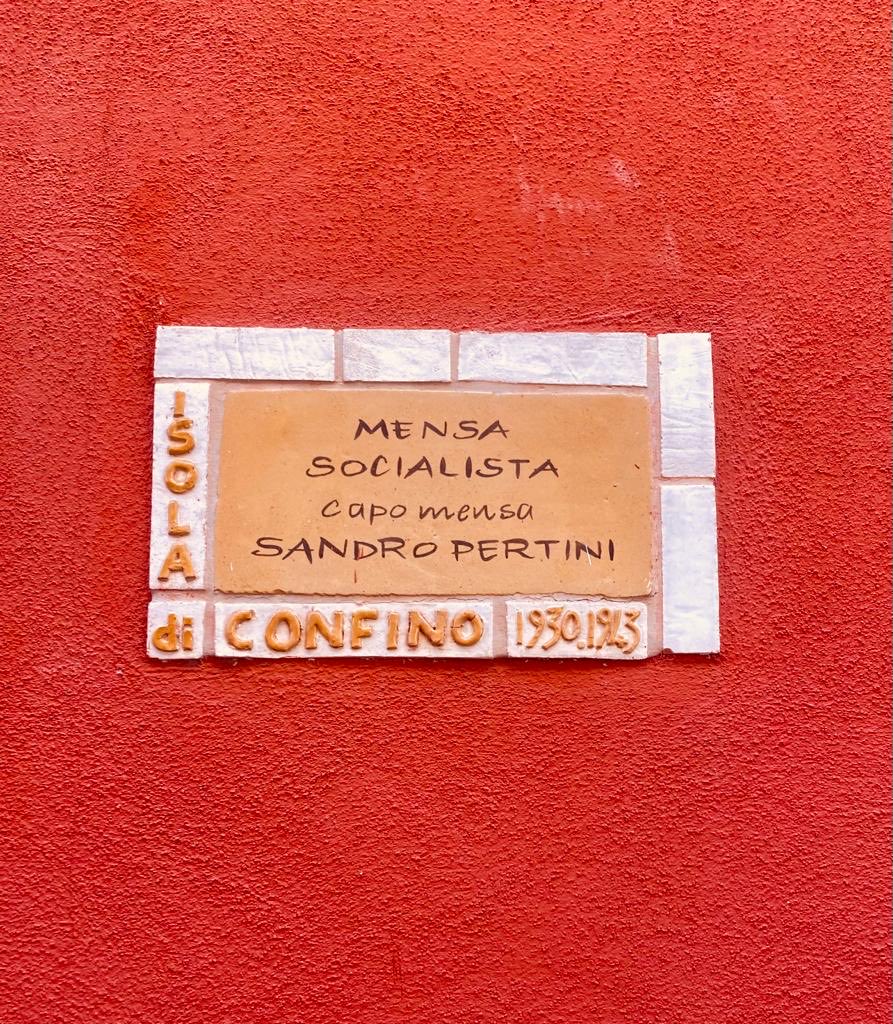 MENSA
SOCIALISTA
capo mensa
SANDRO PERTINI
ISOLA
di CONFINO 1930.1943